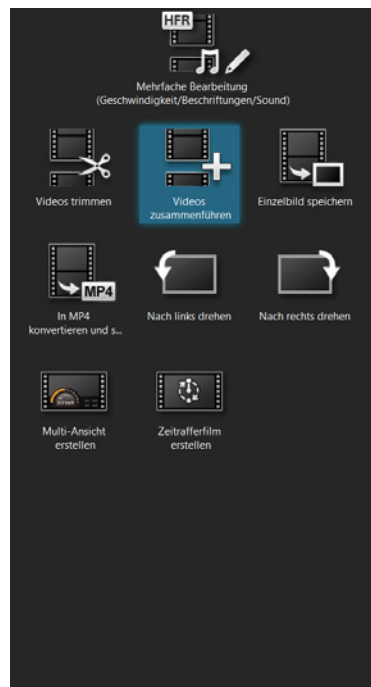 HFR
Mehrfache Bearbeitung
(Geschwindigkeit/Beschriftungen/Sound)
Videos trimmen
Videos
zusammenführen
Einzelbild speichern
MP4
In MP4
konvertieren und s...
Nach links drehen
Nach rechts drehen
Multi-Ansicht
erstellen
Zeitrafferfilm
erstellen